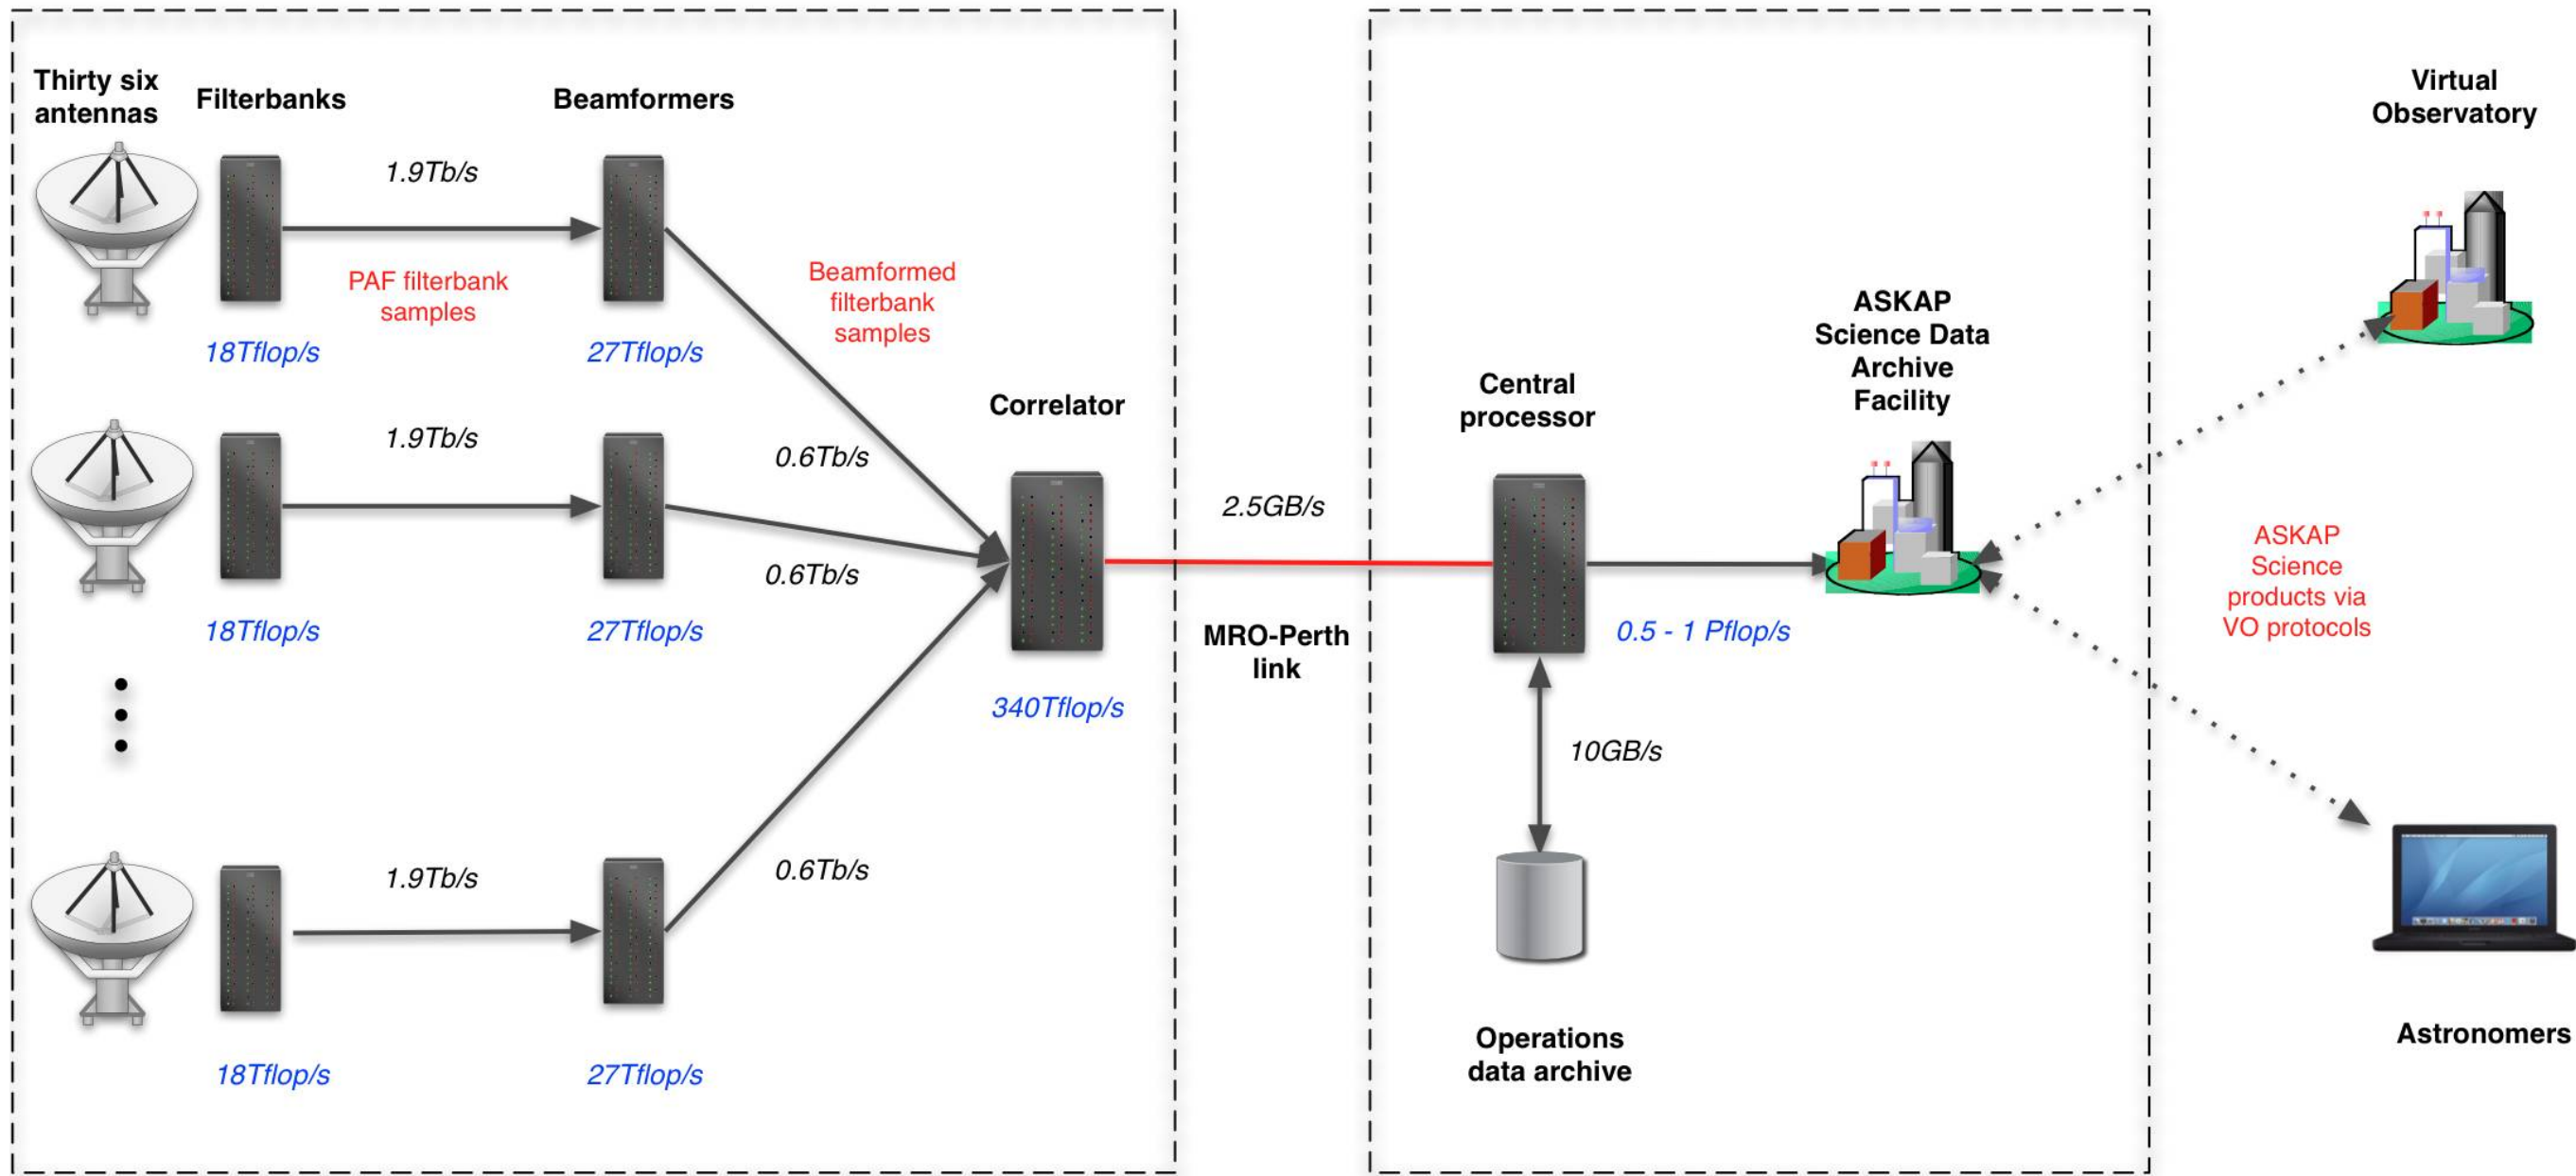 Thirty six
antennas
Filterbanks
Beamformers
1.9Tb/s
PAF filterbank
samples
18Tflop/s
27Tflop/s
Beamformed
filterbank
samples
1.9Tb/s
0.6Tb/s
0.6Tb/s
18Tflop/s
27Tflop/s
Correlator
340Tflop/s
1.9Tb/s
0.6Tb/s
18Tflop/s
27Tflop/s
2.5GB/s
MRO-Perth
link
Central
processor
0.5 - 1 Pflop/s
10GB/s
Operations
data archive
ASKAP
Science Data
Archive
Facility
Virtual
Observatory
ASKAP
Science
products via
VO protocols
Astronomers